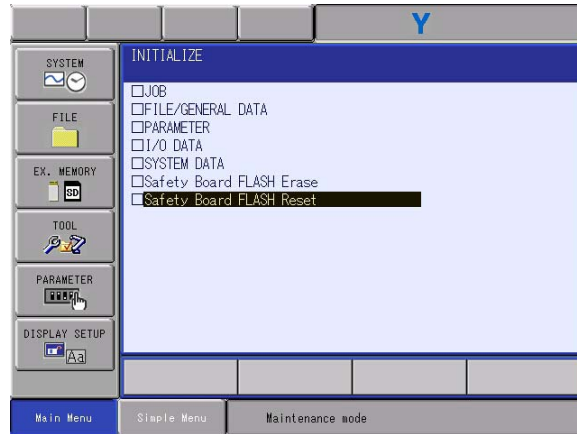 Y
SYSTEM
FILE
EX. MEMORY
SD
TOOL
PARAMETER
DISPLAY SETUP
Aa
INITIALIZE
JOB
FILE/GENERAL DATA
PARAMETER
I/O DATA
SYSTEM DATA
Safety Board FLASH Erase
Safety Board FLASH Reset
Main Menu
Simple Menu
Maintenance mode